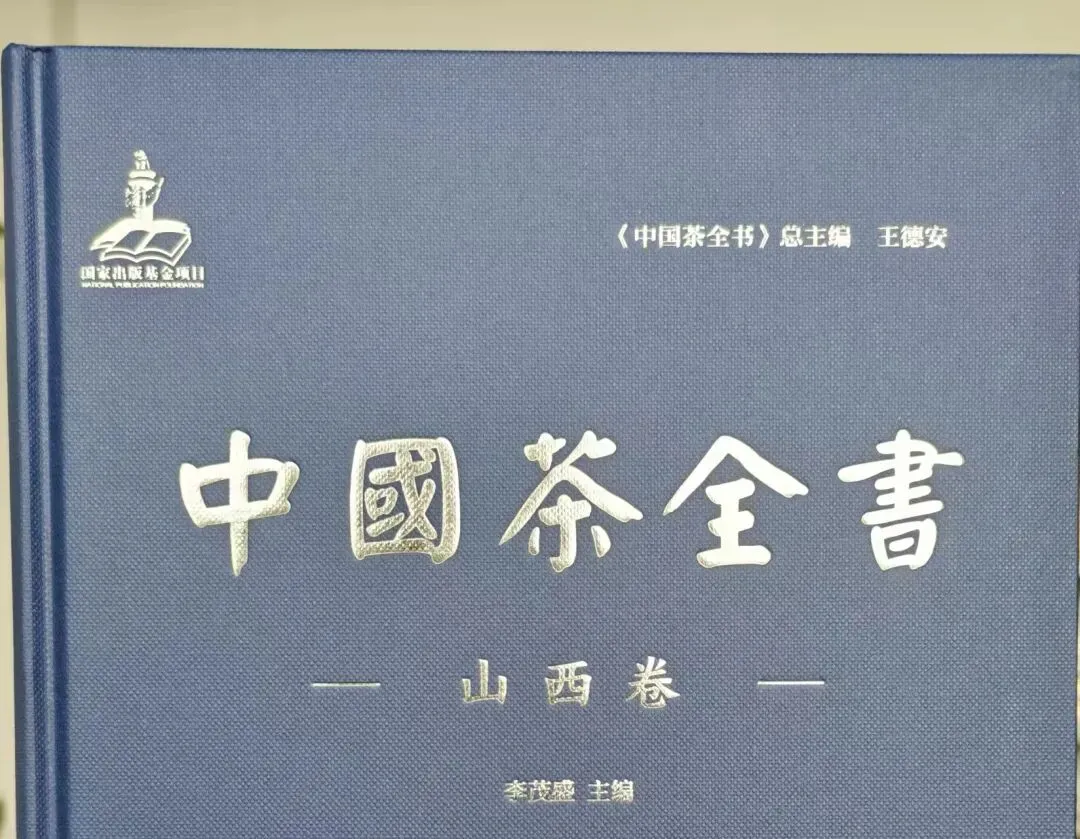 国家出版基金项目
NATIONAL PUBLICATION FOUNDATION
《中国茶全书》总主编 王德安
中國茶全書
山西卷
李茂盛 主编